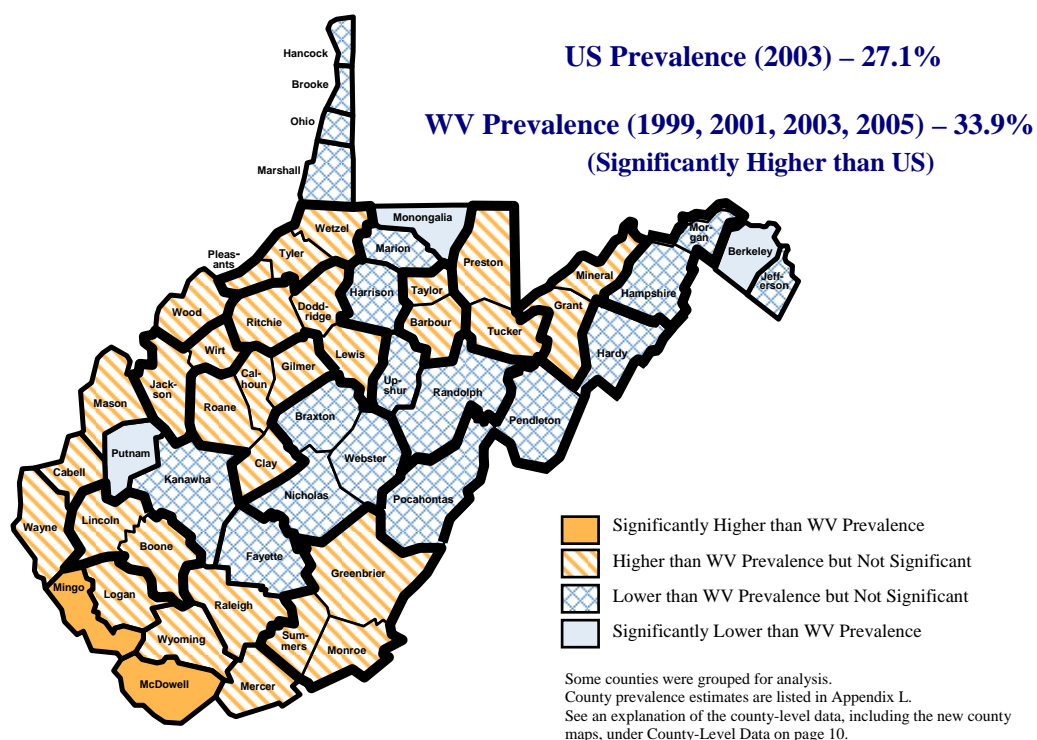 US Prevalence (2003) – 27.1%
WV Prevalence (1999, 2001, 2003, 2005) – 33.9%
(Significantly Higher than US)
Hancock
Brooke
Ohio
Marshall
Wetzel
Monongalia
Marion
Pleas-
ants
Tyler
Preston
Mor-
gan
Berkeley
Jeff-
erson
Mineral
Hampshire
Grant
Wood
Ritchie
Dodd-
ridge
Harrison
Taylor
Barbour
Tucker
Hardy
Wirt
Lewis
Gilmer
Cal-
houn
Jack-
son
Roane
Up-
shur
Randolph
Pendleton
Mason
Braxton
Putnam
Kanawha
Clay
Webster
Cabell
Nicholas
Pocahontas
Wayne
Lincoln
Boone
Fayette
Greenbrier
Mingo
Logan
Raleigh
Wyoming
Sum-
mers
Monroe
McDowell
Mercer
Significantly Higher than WV Prevalence
Higher than WV Prevalence but Not Significant
Lower than WV Prevalence but Not Significant
Significantly Lower than WV Prevalence
Some counties were grouped for analysis.
County prevalence estimates are listed in Appendix L.
See an explanation of the county-level data, including the new county
maps, under County-Level Data on page 10.